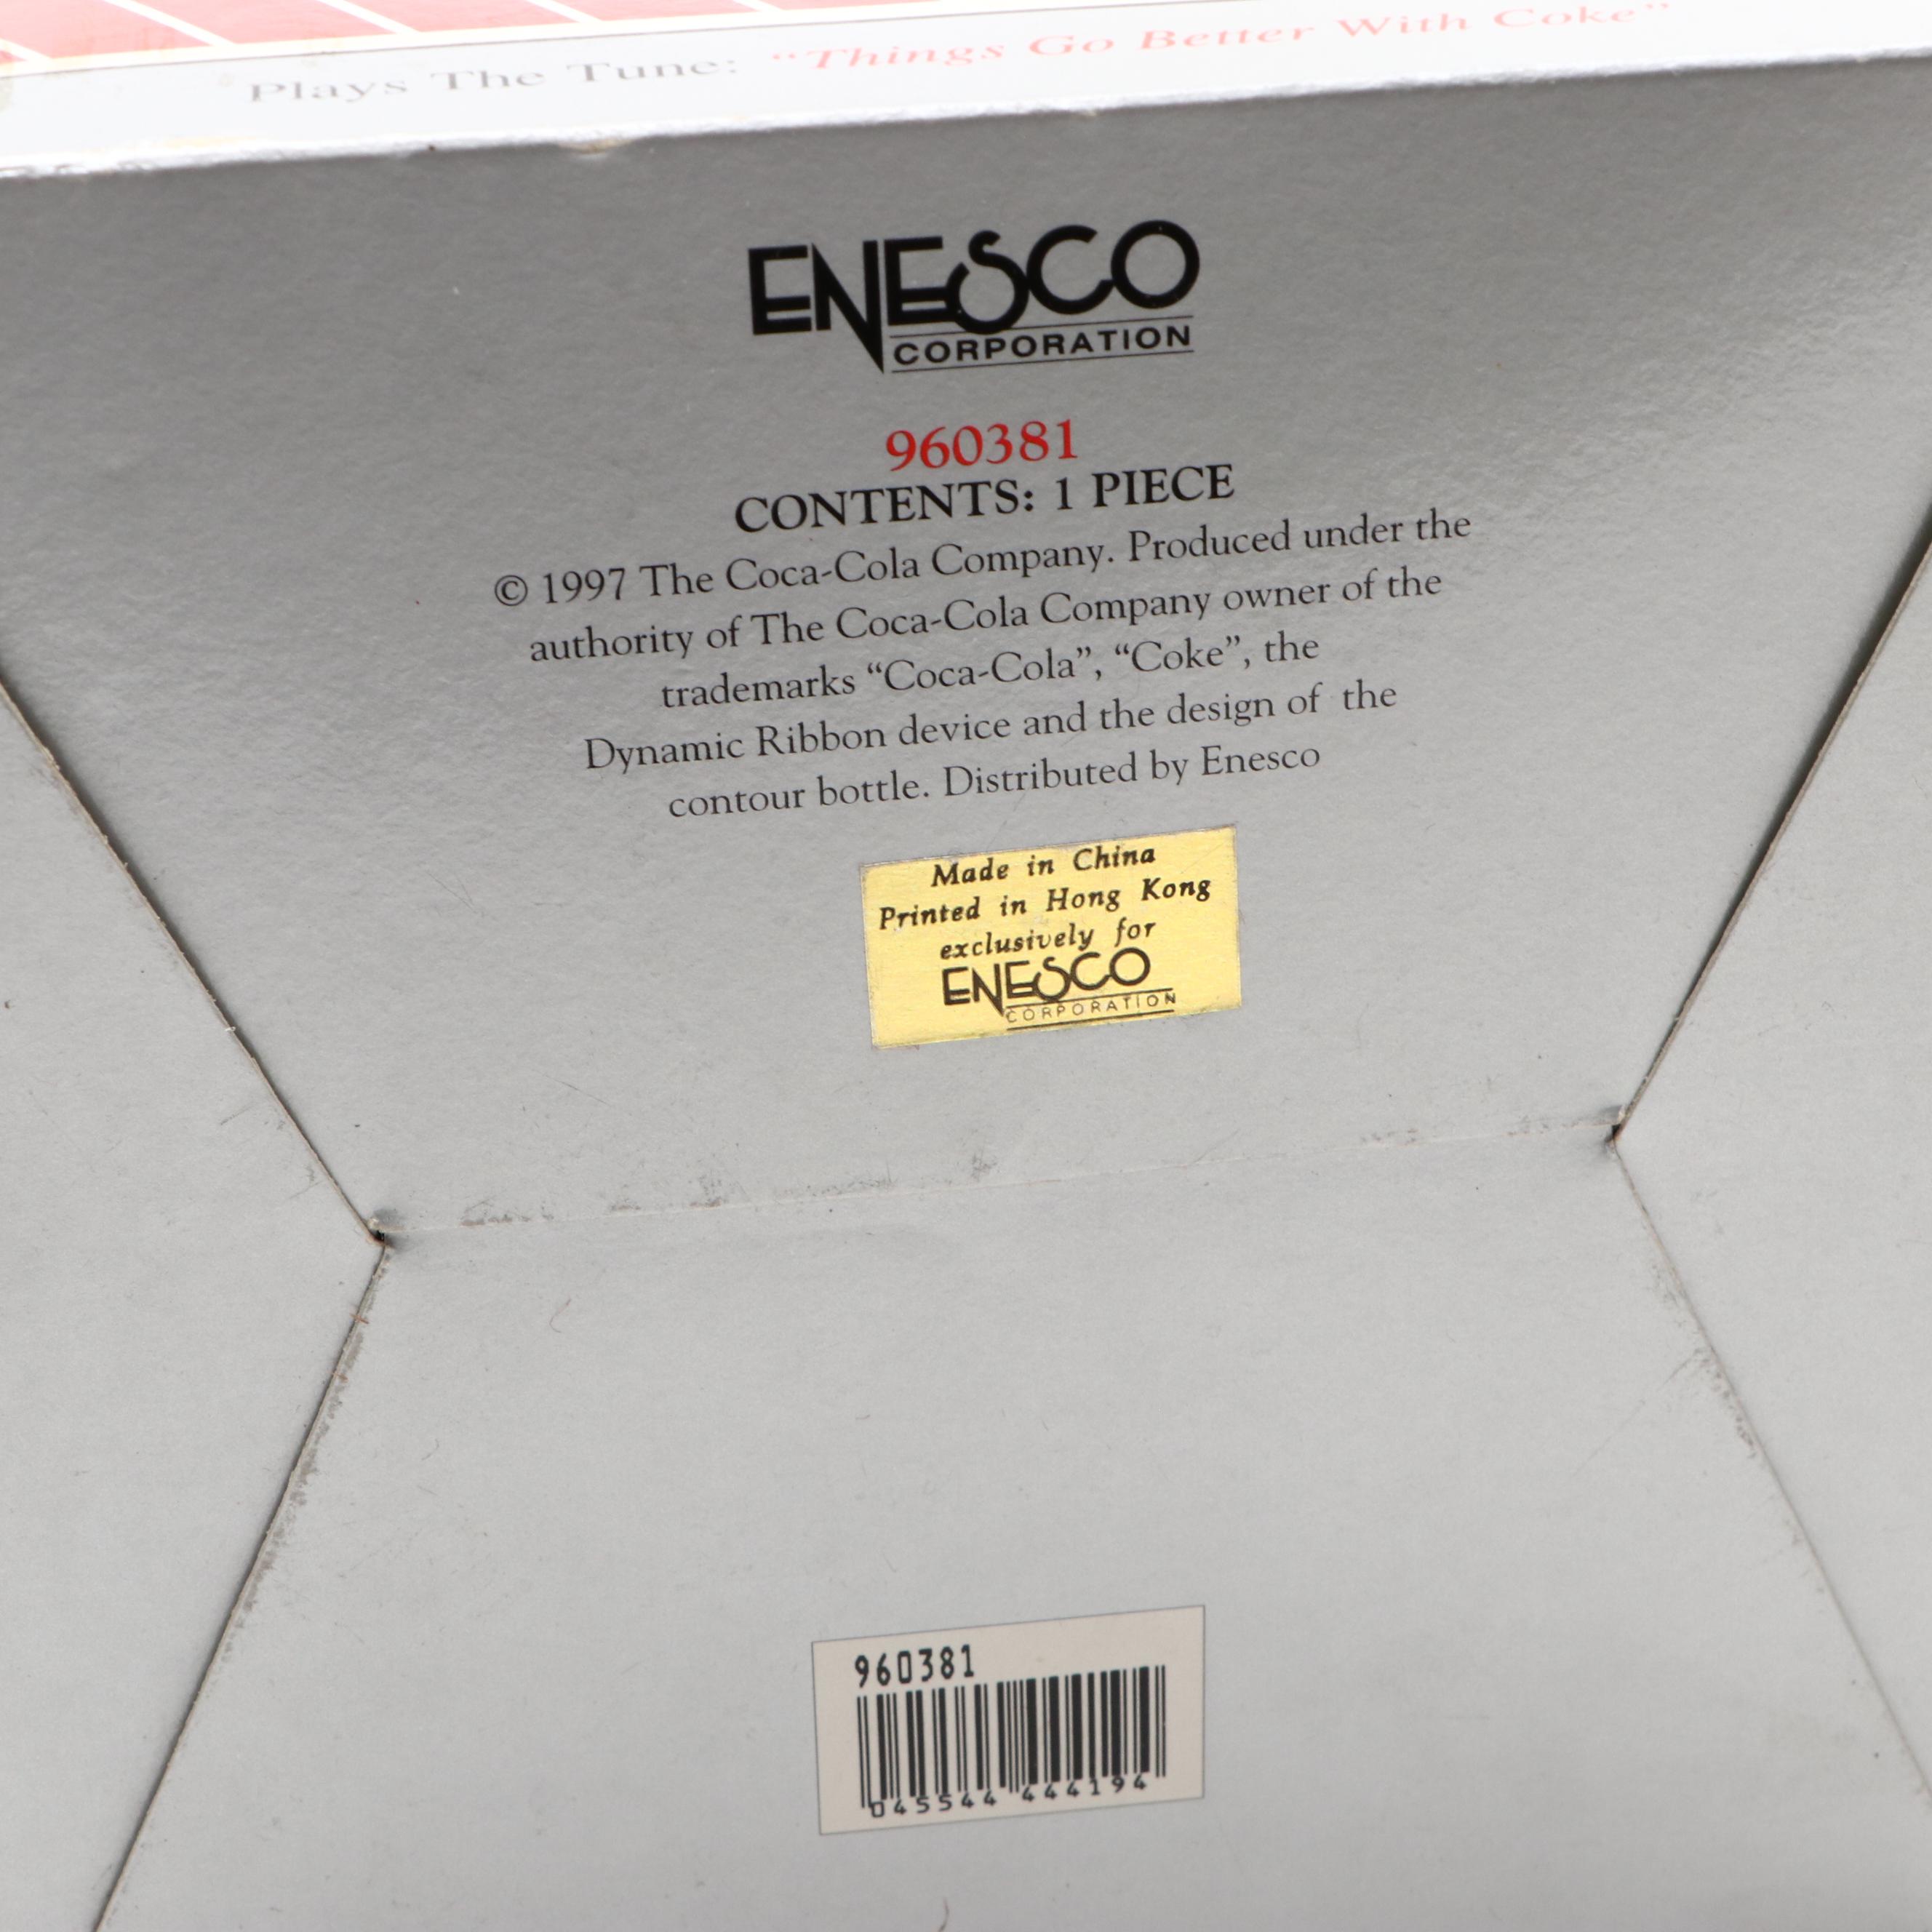 Plays The Tune: “Things Go Better With Coke”
ENESCO
CORPORATION
960381
CONTENTS: 1 PIECE
© 1997 The Coca-Cola Company. Produced under the
authority of The Coca-Cola Company owner of the
trademarks “Coca-Cola”, “Coke”, the
Dynamic Ribbon device and the design of the
contour bottle. Distributed by Enesco
Made in China
Printed in Hong Kong
exclusively for
ENESCO
CORPORATION
960381
045544 444194